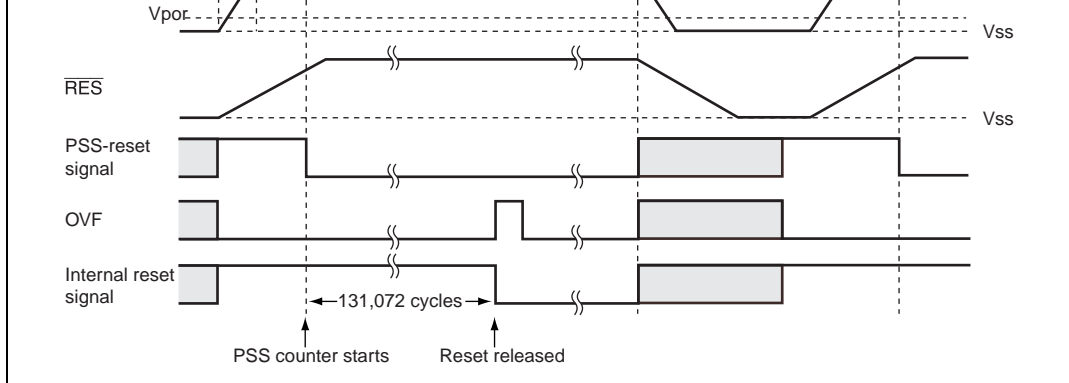 Vpor
Vss
RES
Vss
PSS-reset
signal
OVF
Internal reset
signal
131,072 cycles
PSS counter starts
Reset released